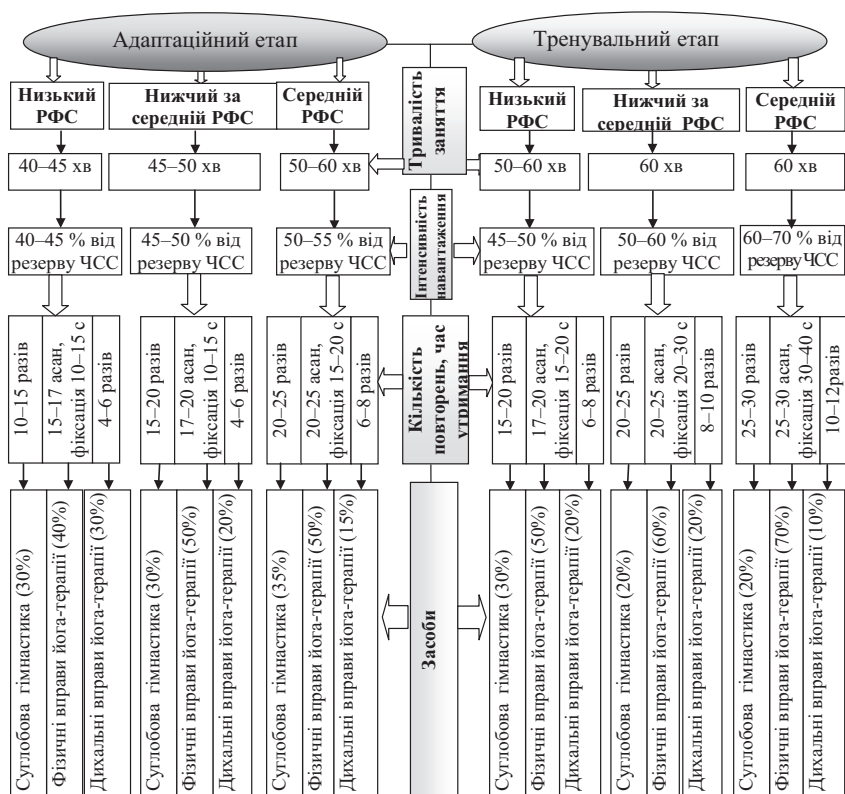 Адаптаційний етап
Тренувальний етап
Низький
РФС
Нижчий за
середній РФС
Середній
РФС
Тривалість
заняття
Низький
РФС
Нижчий за
середній РФС
Середній
РФС
40–45 хв
45–50 хв
50–60 хв
50–60 хв
60 хв
60 хв
40–45 % від
резерву ЧСС
45–50 % від
резерву ЧСС
50–55 % від
резерву ЧСС
Інтенсивність
навантаження
45–50 % від
резерву ЧСС
50–60 % від
резерву ЧСС
60–70 % від
резерву ЧСС
10–15 разів
15–17 асан,
фіксація 10–15 с
4–6 разів
15–20 разів
17–20 асан,
фіксація 10–15 с
4–6 разів
20–25 разів
20–25 асан,
фіксація 15–20 с
6–8 разів
Кількість
повторень, час
утримання
15–20 разів
17–20 асан,
фіксація 15–20 с
6–8 разів
20–25 разів
20–25 асан,
фіксація 20–30 с
8–10 разів
25–30 разів
25–30 асан,
фіксація 30–40 с
10–12разів
Суглобова гімнастика (30%)
Фізичні вправи йога-терапії (40%)
Дихальні вправи йога-терапії (30%)
Суглобова гімнастика (30%)
Фізичні вправи йога-терапії (50%)
Дихальні вправи йога-терапії (20%)
Суглобова гімнастика (35%)
Фізичні вправи йога-терапії (50%)
Дихальні вправи йога-терапії (15%)
Засоби
Суглобова гімнастика (30%)
Фізичні вправи йога-терапії (50%)
Дихальні вправи йога-терапії (20%)
Суглобова гімнастика (20%)
Фізичні вправи йога-терапії (60%)
Дихальні вправи йога-терапії (20%)
Суглобова гімнастика (20%)
Фізичні вправи йога-терапії (70%)
Дихальні вправи йога-терапії (10%)